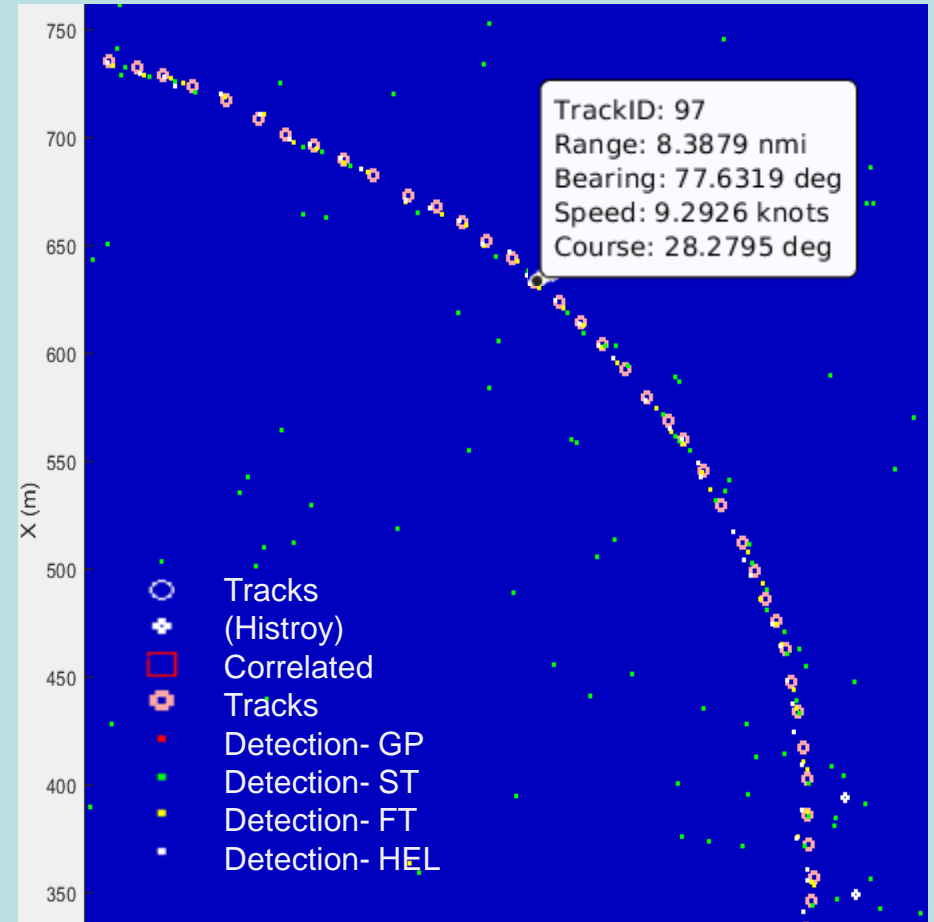 750
TrackID: 97
Range: 8.3879 nmi
Bearing: 77.6319 deg
Speed: 9.2926 knots
Course: 28.2795 deg
700
650
600
550
X (m)
500
Tracks
(Histroy)
450
Correlated
Tracks
Detection- GP
Detection- ST
400
Detection- FT
Detection- HEL
350